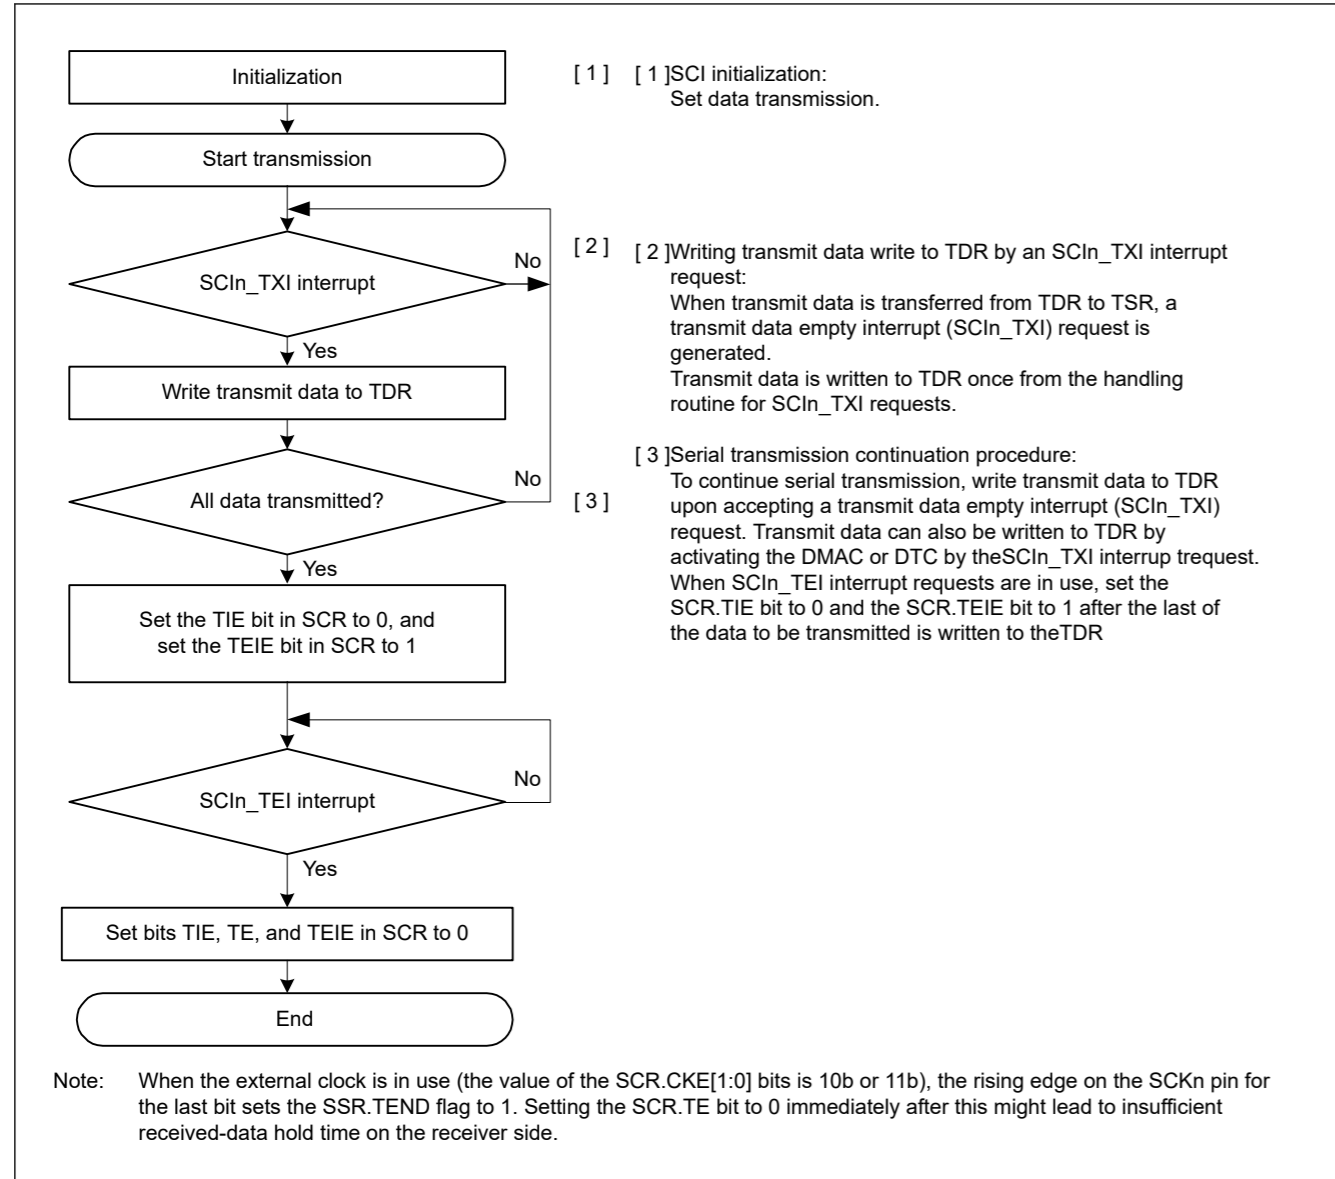 Initialization
[ 1 ]
[ 1 ]SCI initialization:
Set data transmission.
Start transmission
SCIn_TXI interrupt
No
Yes
[ 2 ]
[ 2 ]Writing transmit data write to TDR by an SCIn_TXI interrupt
request:
When transmit data is transferred from TDR to TSR, a
transmit data empty interrupt (SCIn_TXI) request is
generated.
Transmit data is written to TDR once from the handling
routine for SCIn_TXI requests.
Write transmit data to TDR
All data transmitted?
No
Yes
[ 3 ]
[ 3 ]Serial transmission continuation procedure:
To continue serial transmission, write transmit data to TDR
upon accepting a transmit data empty interrupt (SCIn_TXI)
request. Transmit data can also be written to TDR by
activating the DMAC or DTC by theSCIn_TXI interrup trequest.
When SCIn_TEI interrupt requests are in use, set the
SCR.TIE bit to 0 and the SCR.TEIE bit to 1 after the last of
the data to be transmitted is written to theTDR
Set the TIE bit in SCR to 0, and
set the TEIE bit in SCR to 1
SCIn_TEI interrupt
No
Yes
Set bits TIE, TE, and TEIE in SCR to 0
End
Note: When the external clock is in use (the value of the SCR.CKE[1:0] bits is 10b or 11b), the rising edge on the SCKn pin for
the last bit sets the SSR.TEND flag to 1. Setting the SCR.TE bit to 0 immediately after this might lead to insufficient
received-data hold time on the receiver side.